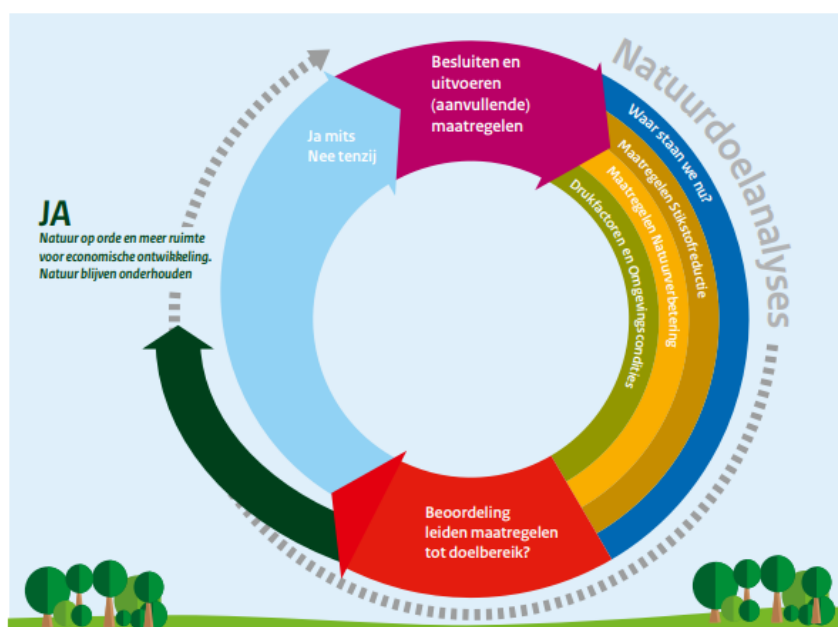 Besluiten en
uitvoeren
(aanvullende)
maatregelen
Natuurdoelanalyses
Waar staan we nu?
Maatregelen Stikstofreductie
Maatregelen Natuurverbetering
Drukfactoren en Omgevingscondities
Ja mits
Nee tenzij
JA
Natuur op orde en meer ruimte
voor economische ontwikkeling.
Natuur blijven onderhouden
Beoordeling
leiden maatregelen
tot doelbereik?